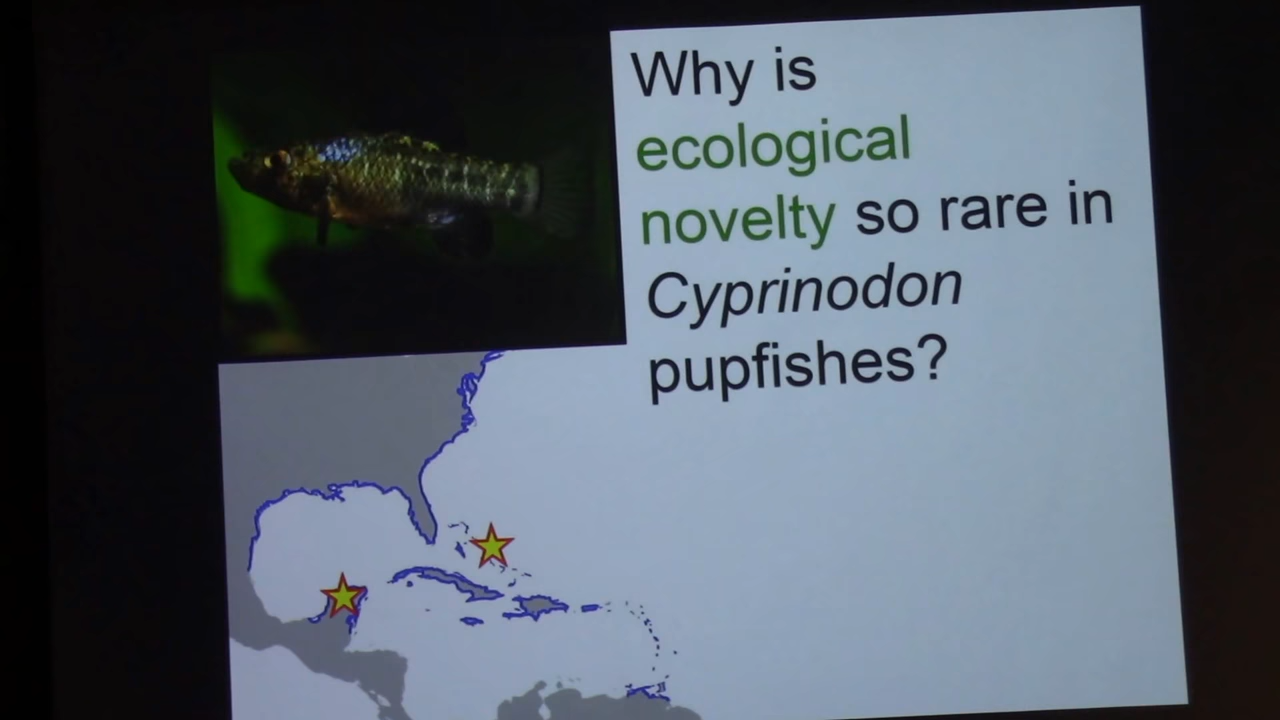 Why is
ecological
novelty so rare in
Cyprinodon
pupfishes?